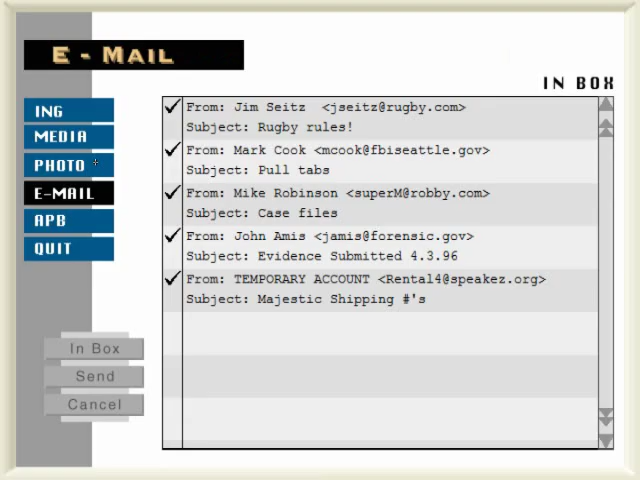 E - MAIL
IN BOX
ING
MEDIA
PHOTO
E-MAIL
APB
QUIT
From: Jim Seitz <jseitz@rugby.com>
Subject: Rugby rules!
From: Mark Cook <mcook@fbiseattle.gov>
Subject: Pull tabs
From: Mike Robinson <superM@robby.com>
Subject: Case files
From: John Amis <jamis@forensic.gov>
Subject: Evidence Submitted 4.3.96
From: TEMPORARY ACCOUNT <Rental4@speakez.org>
Subject: Majestic Shipping #'s
In Box
Send
Cancel